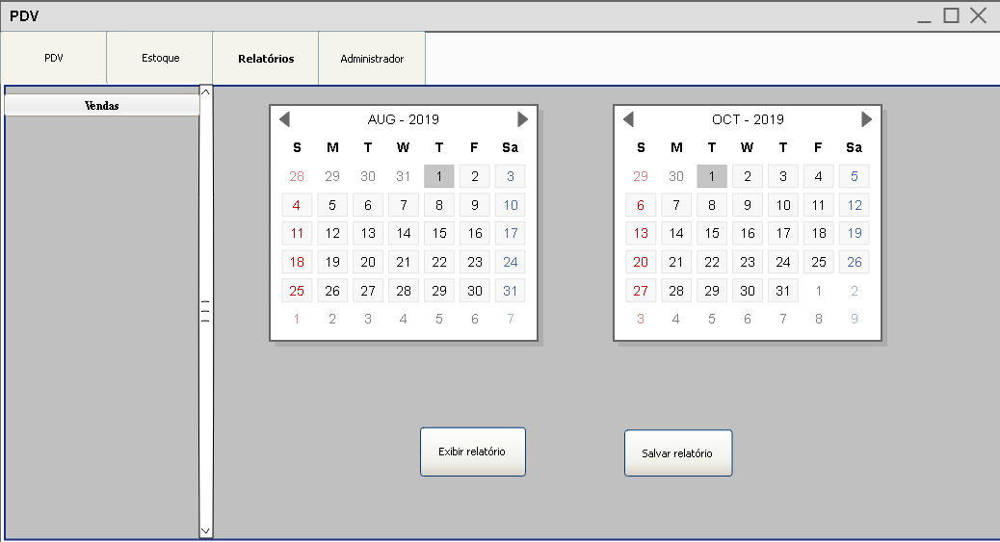 PDV
PDV Estoque Relatórios Administrador
Vendas
AUG - 2019
S M T W T F Sa
28 29 30 31 1 2 3
4 5 6 7 8 9 10
11 12 13 14 15 16 17
18 19 20 21 22 23 24
25 26 27 28 29 30 31
1 2 3 4 5 6 7
OCT - 2019
S M T W T F Sa
29 30 1 2 3 4 5
6 7 8 9 10 11 12
13 14 15 16 17 18 19
20 21 22 23 24 25 26
27 28 29 30 31 1 2
3 4 5 6 7 8 9
Exibir relatório
Salvar relatório